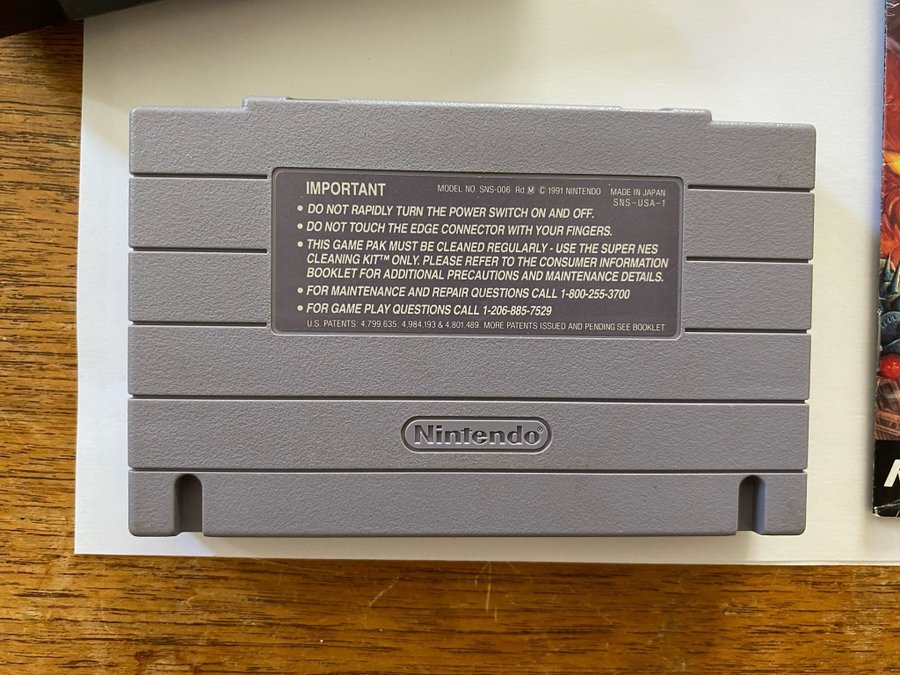 IMPORTANT MODEL NO. SNS-006 Rd.M © 1991 NINTENDO MADE IN JAPAN
SNS-USA-1
• DO NOT RAPIDLY TURN THE POWER SWITCH ON AND OFF.
• DO NOT TOUCH THE EDGE CONNECTOR WITH YOUR FINGERS.
• THIS GAME PAK MUST BE CLEANED REGULARLY - USE THE SUPER NES
CLEANING KIT™ ONLY. PLEASE REFER TO THE CONSUMER INFORMATION
BOOKLET FOR ADDITIONAL PRECAUTIONS AND MAINTENANCE DETAILS.
• FOR MAINTENANCE AND REPAIR QUESTIONS CALL 1-800-255-3700
• FOR GAME PLAY QUESTIONS CALL 1-206-885-7529
U.S. PATENTS: 4,799,635, 4,984,193 & 4,801,489. MORE PATENTS ISSUED AND PENDING SEE BOOKLET.
Nintendo®